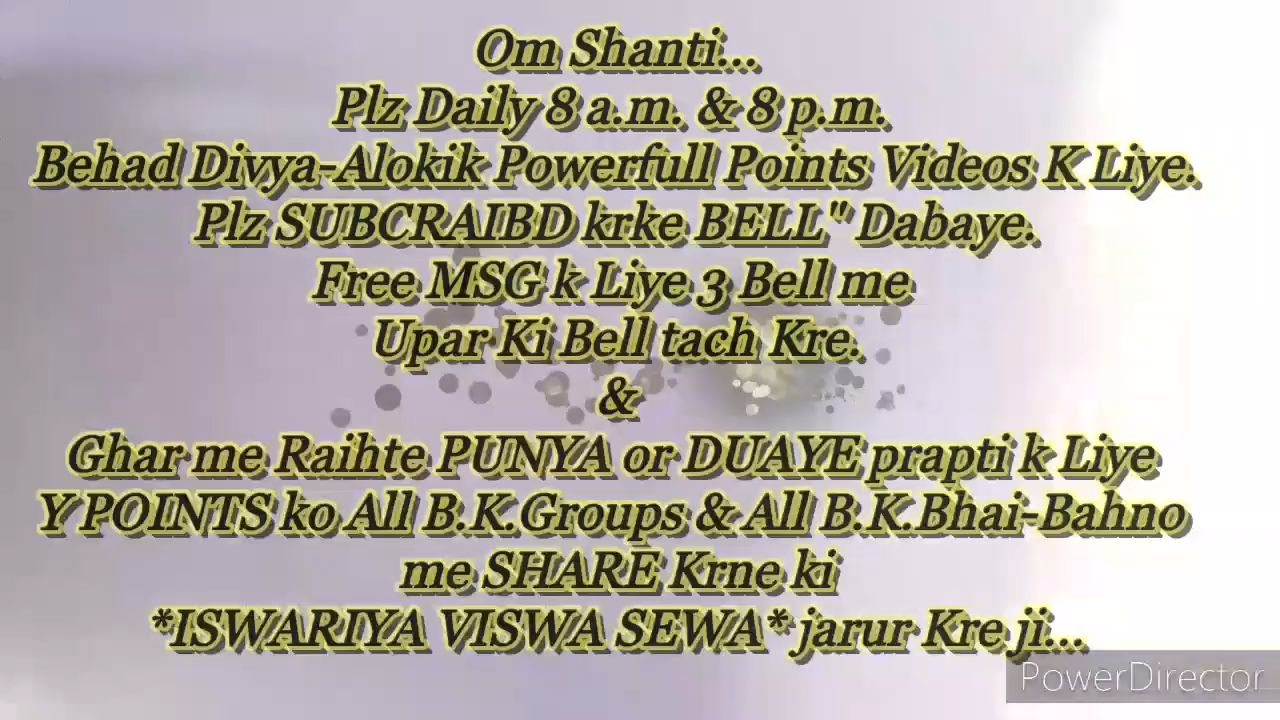 Om Shanti...
Plz Daily 8 a.m. & 8 p.m.
Behad Divya-Alokik Powerfull Points Videos K Liye.
Plz SUBCRAIBD krke BELL" Dabaye.
Free MSG k Liye 3 Bell me
Upar Ki Bell tach Kre.
&
Ghar me Raihte PUNYA or DUAYE prapti k Liye
Y POINTS ko All B.K.Groups & All B.K.Bhai-Bahno
me SHARE Krne ki
*ISWARIYA VISWA SEWA* jarur Kre ji...
PowerDirector